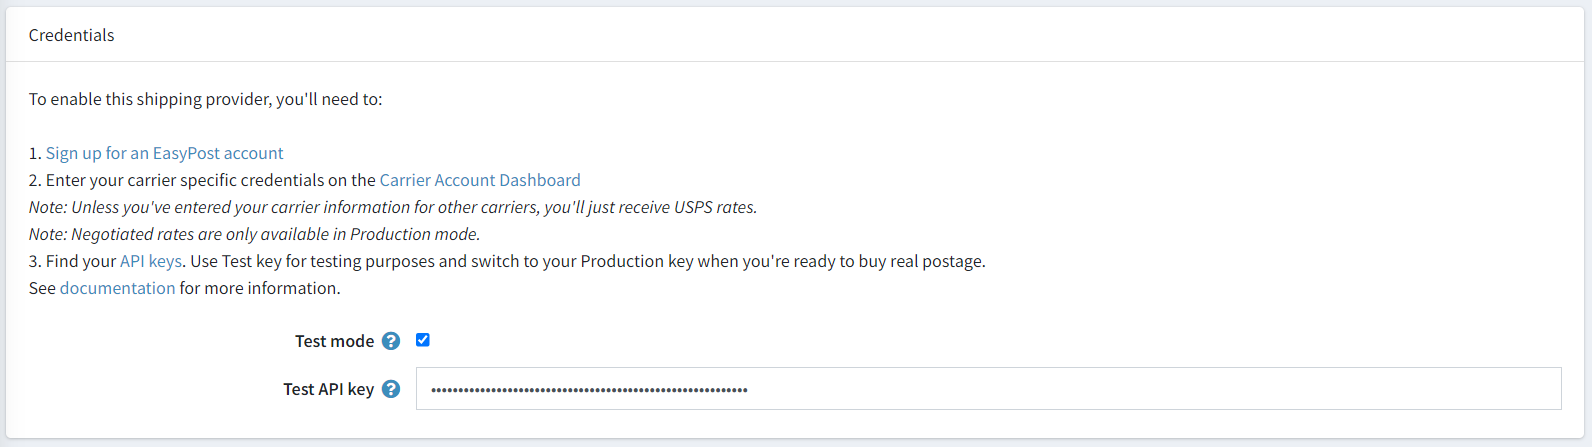 Credentials
To enable this shipping provider, you'll need to:
1. Sign up for an EasyPost account
2. Enter your carrier specific credentials on the Carrier Account Dashboard
Note: Unless you've entered your carrier information for other carriers, you'll just receive USPS rates.
Note: Negotiated rates are only available in Production mode.
3. Find your API keys. Use Test key for testing purposes and switch to your Production key when you're ready to buy real postage.
See documentation for more information.
Test mode ?
Test API key ?